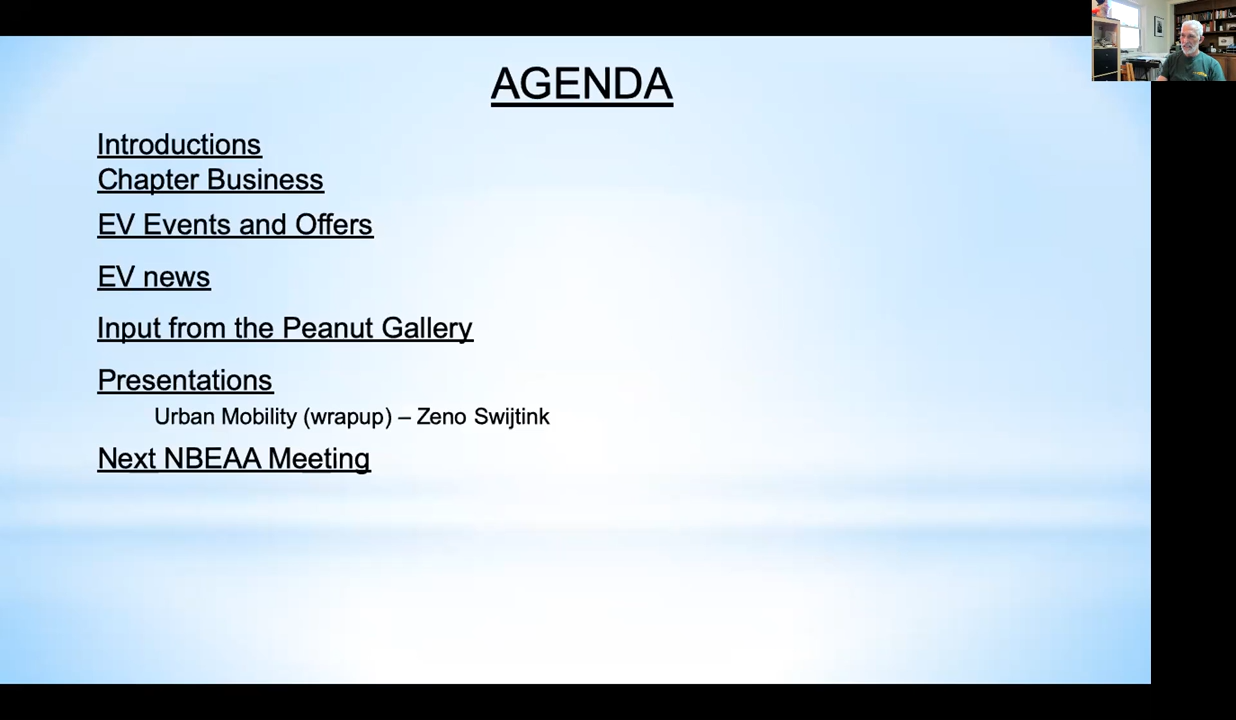 AGENDA
Introductions
Chapter Business
EV Events and Offers
EV news
Input from the Peanut Gallery
Presentations
Urban Mobility (wrapup) – Zeno Swijtink
Next NBEAA Meeting